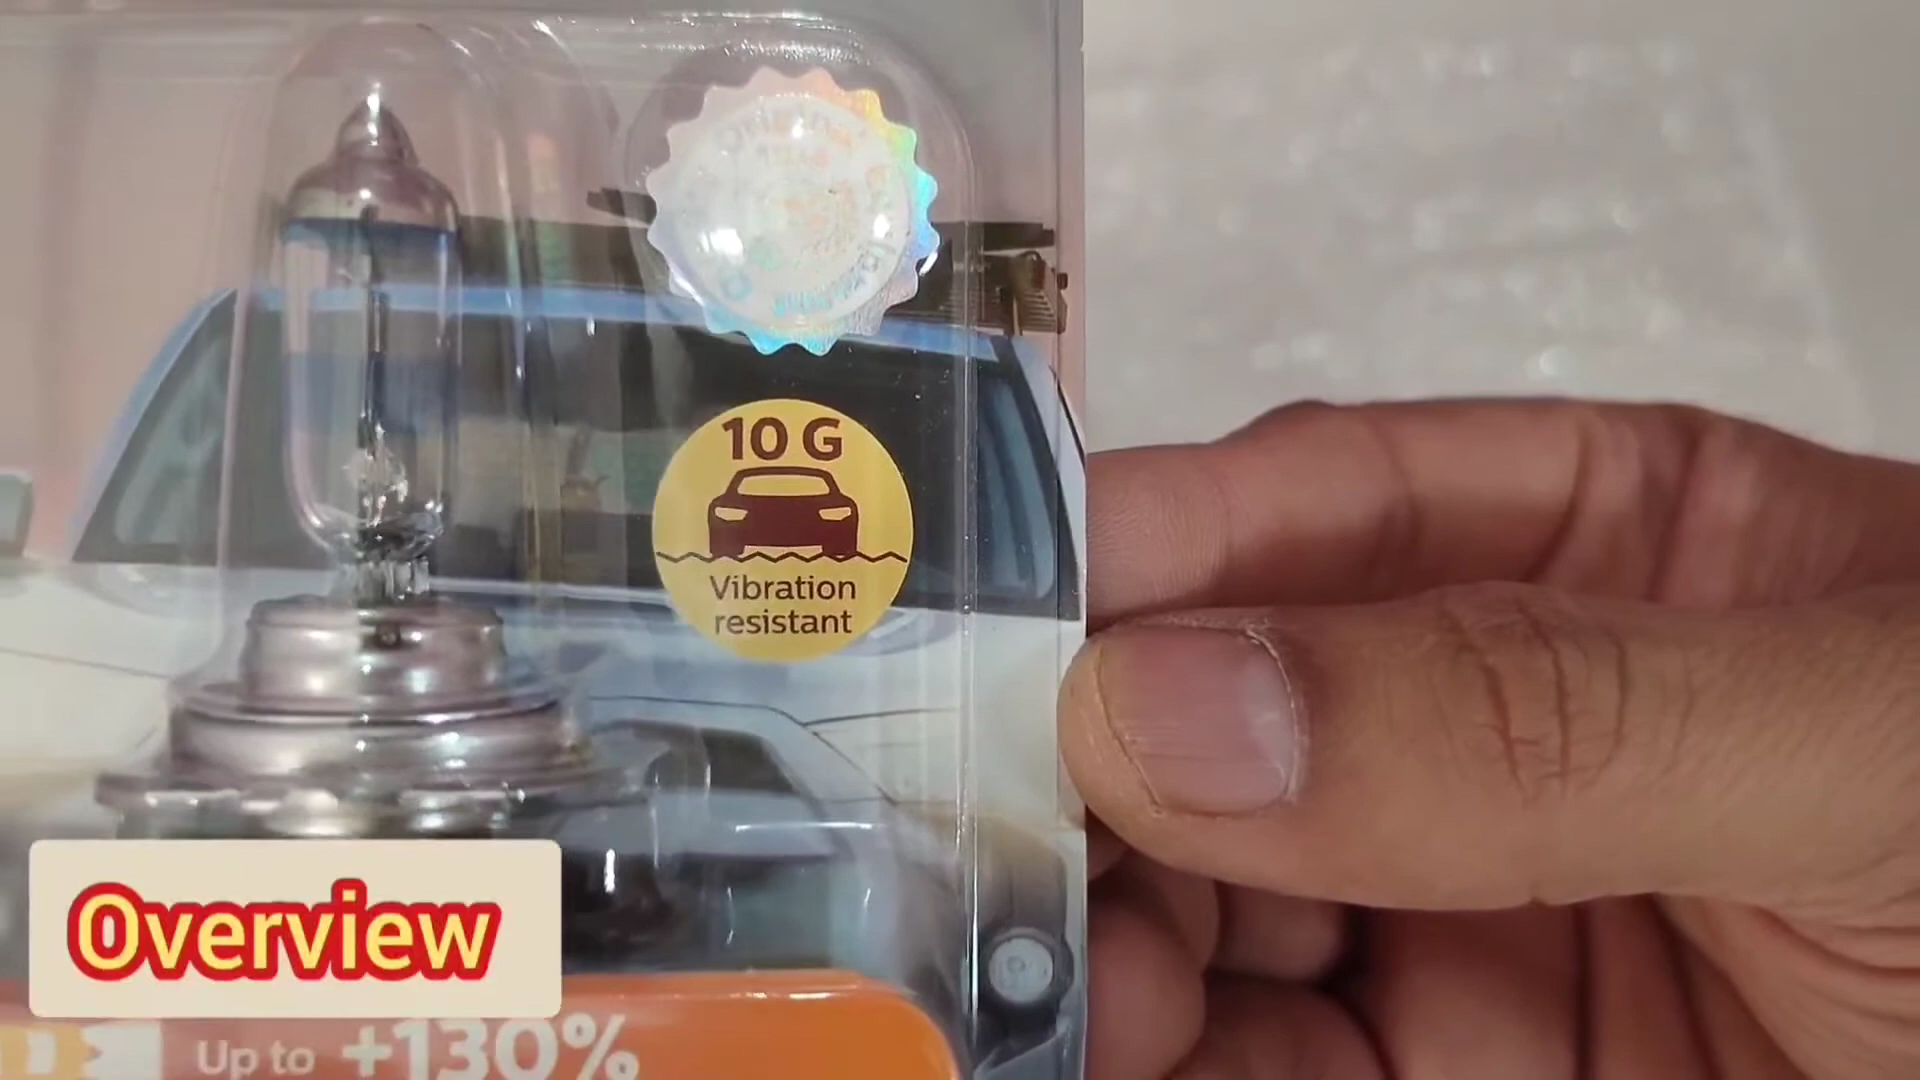 10 G
Vibration
resistant
Overview
Up to +130%